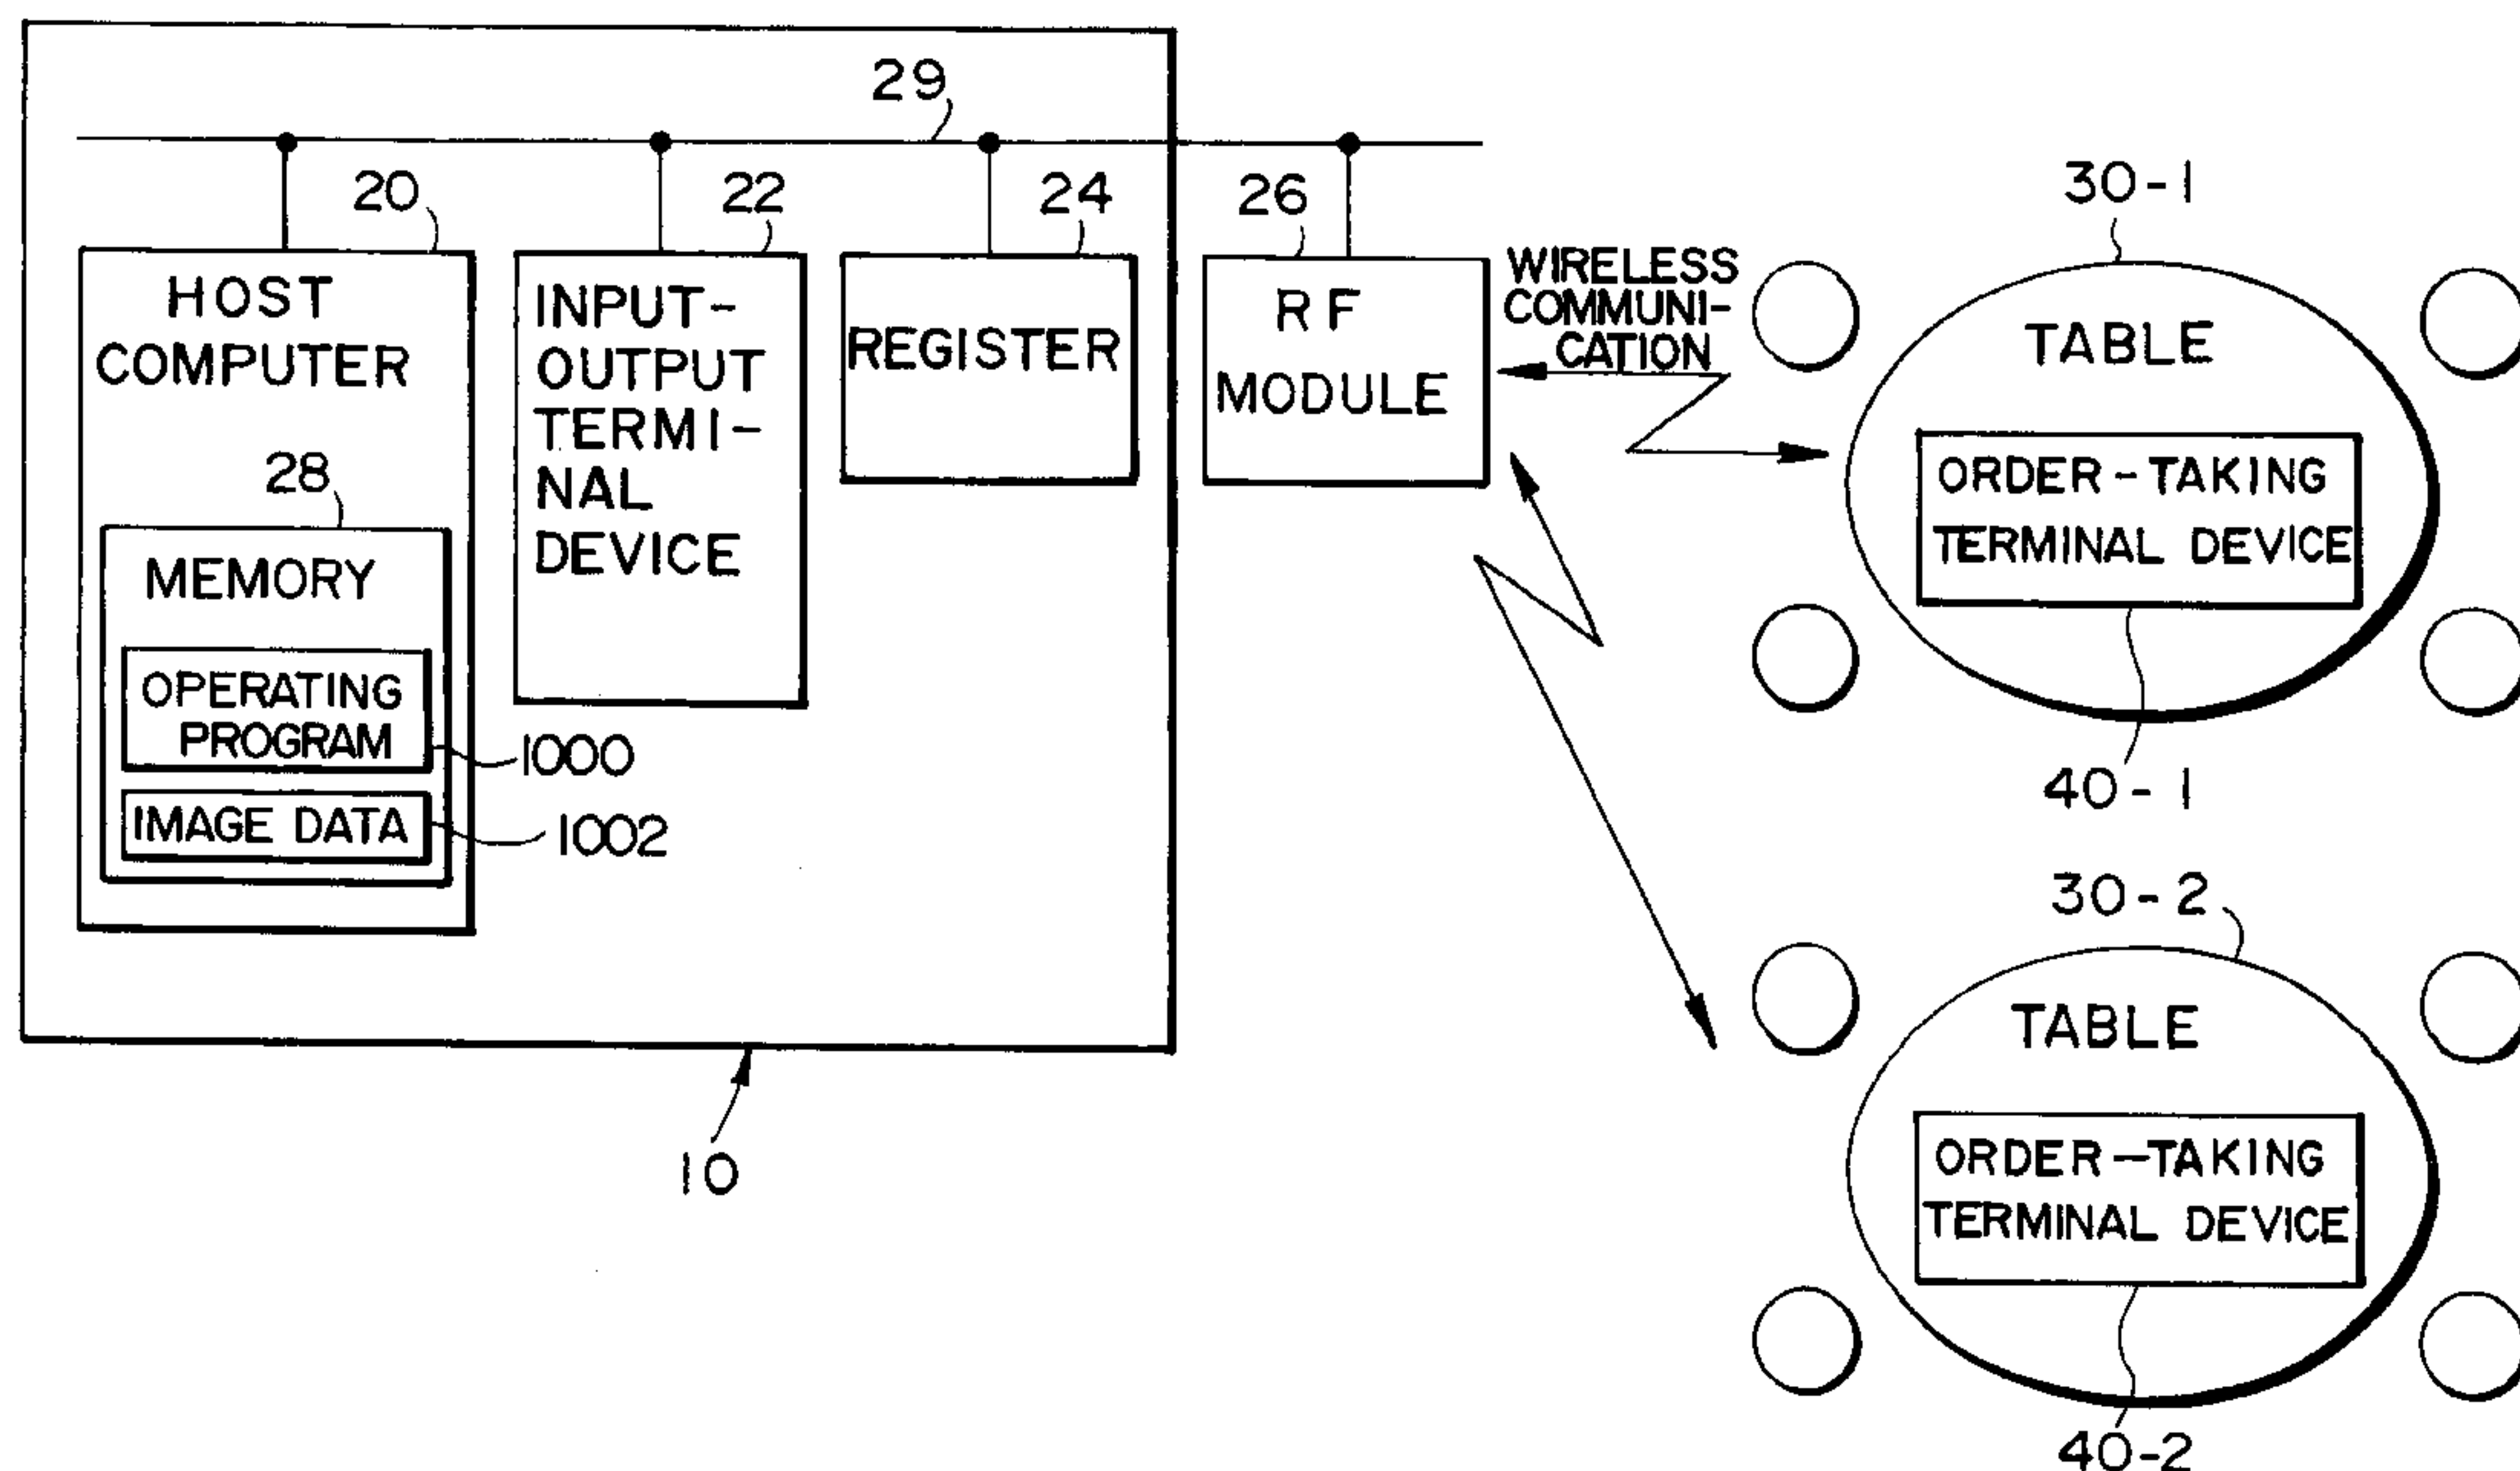 29
20
22
24
26
30-1
HOST
COMPUTER
28
MEMORY
OPERATING
PROGRAM
1000
IMAGE DATA
1002
INPUT-
OUTPUT
TERMI-
NAL
DEVICE
REGISTER
RF
MODULE
WIRELESS
COMMUNI-
CATION
TABLE
ORDER-TAKING
TERMINAL DEVICE
40-1
30-2
TABLE
ORDER-TAKING
TERMINAL DEVICE
40-2
10